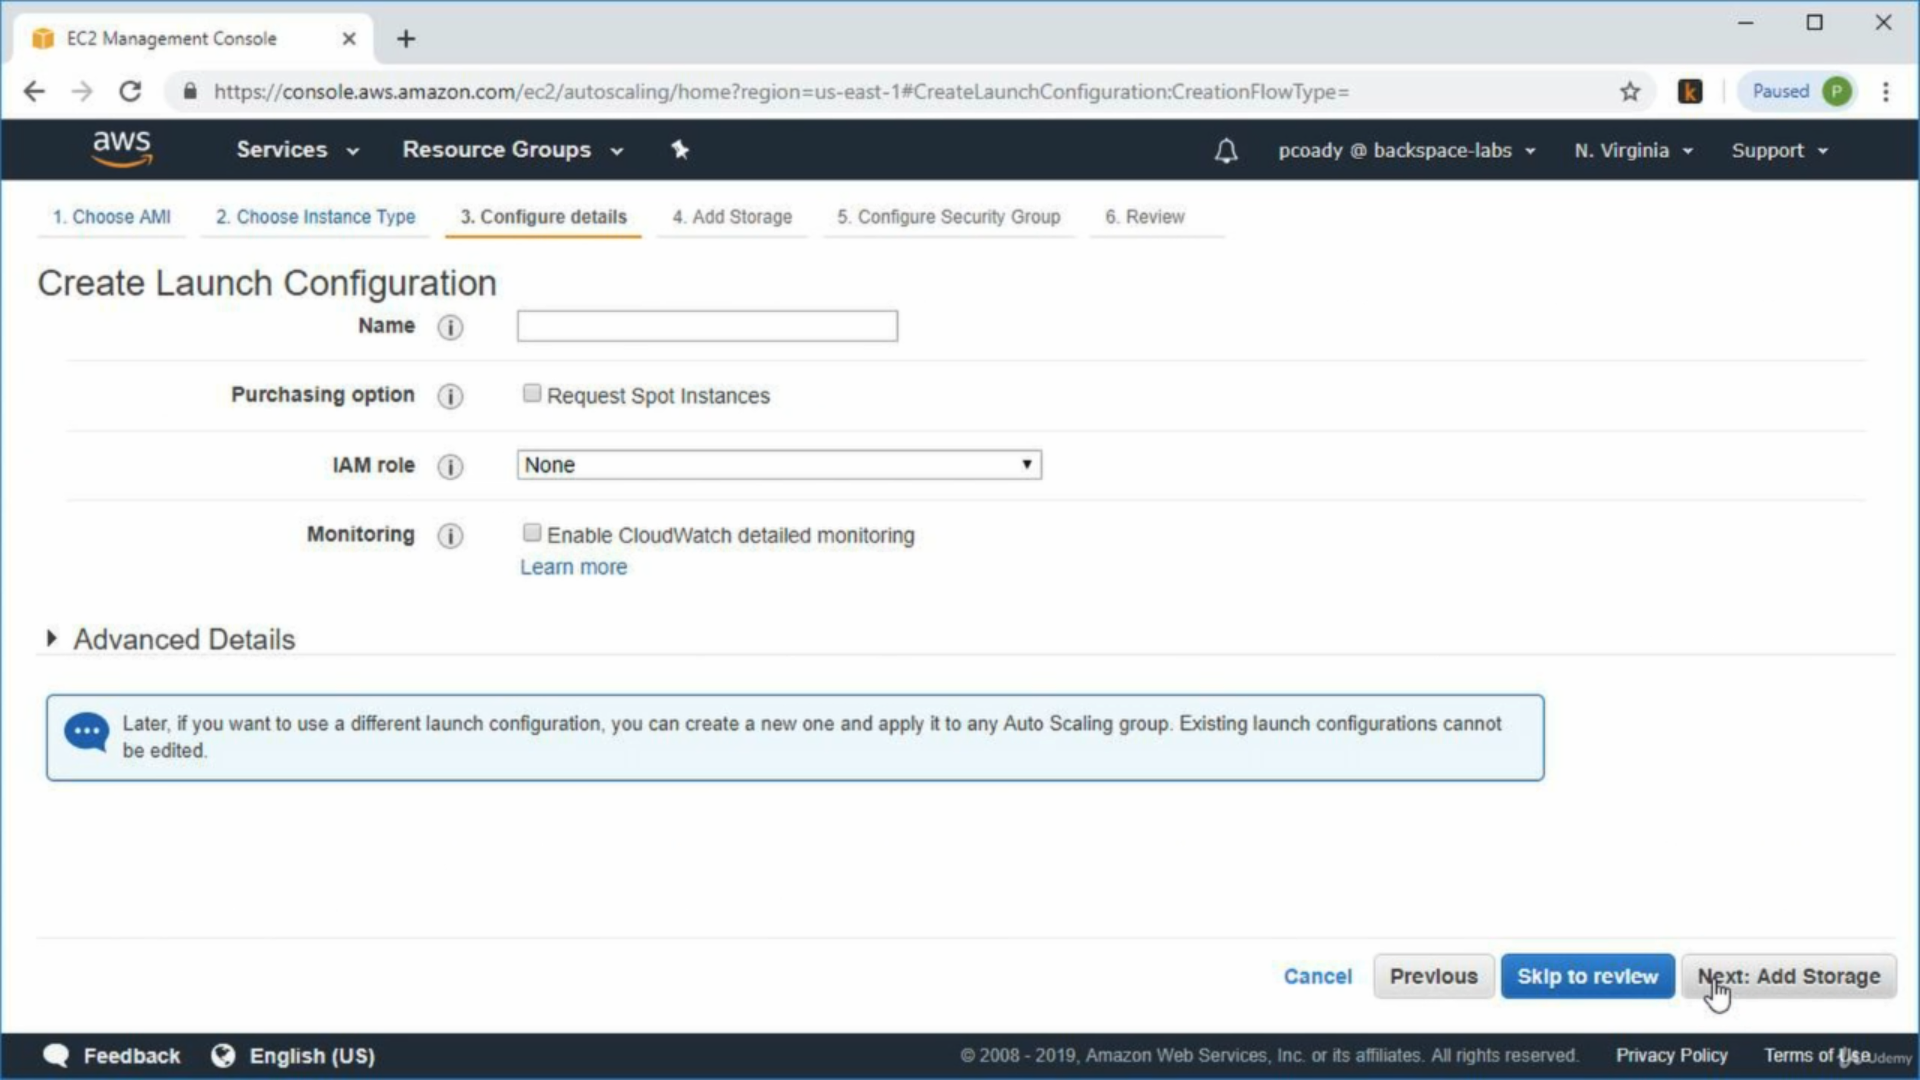 EC2 Management Console
https://console.aws.amazon.com/ec2/autoscaling/home?region=us-east-1#CreateLaunchConfiguration:CreationFlowType=
k
Paused
P
aws
Services
Resource Groups
pcoady @ backspace-labs
N. Virginia
Support
1. Choose AMI
2. Choose Instance Type
3. Configure details
4. Add Storage
5. Configure Security Group
6. Review
Create Launch Configuration
Name
Purchasing option
Request Spot Instances
IAM role
None
Monitoring
Enable CloudWatch detailed monitoring
Learn more
Advanced Details
Later, if you want to use a different launch configuration, you can create a new one and apply it to any Auto Scaling group. Existing launch configurations cannot
be edited.
Cancel
Previous
Skip to review
Next: Add Storage
Feedback
English (US)
© 2008 - 2019, Amazon Web Services, Inc. or its affiliates. All rights reserved.
Privacy Policy
Terms of Use
Udemy